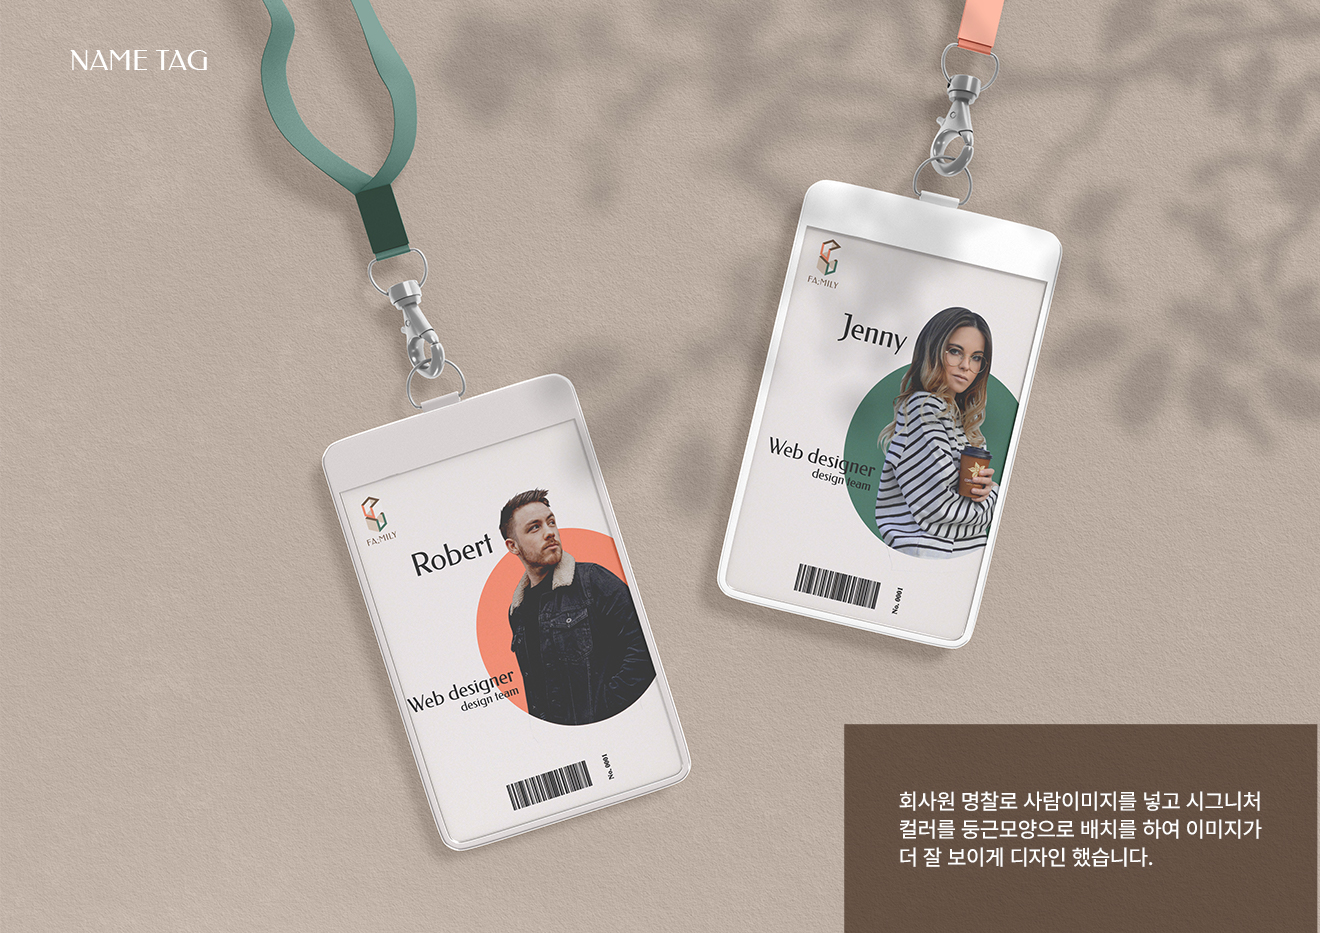 NAME TAG
FA;MILY
Jenny
Web designer
design team
No. 0001
FA;MILY
Robert
Web designer
design team
No. 0001
회사원 명찰로 사람이미지를 넣고 시그니처
컬러를 둥근모양으로 배치를 하여 이미지가
더 잘 보이게 디자인 했습니다.